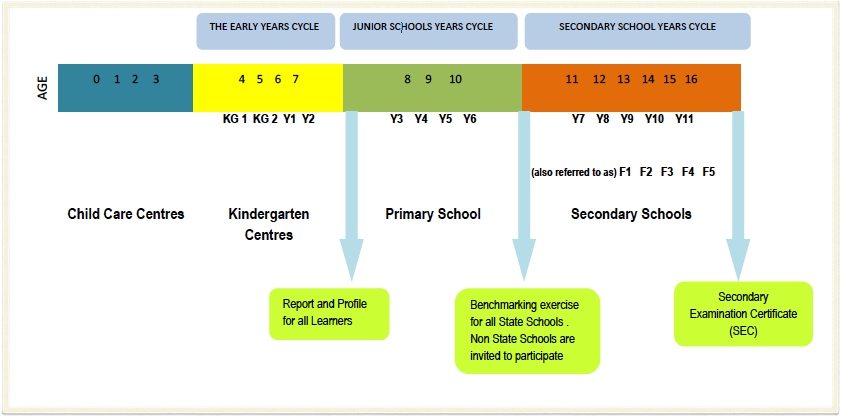 THE EARLY YEARS CYCLE
JUNIOR SCHOOLS YEARS CYCLE
SECONDARY SCHOOL YEARS CYCLE
AGE
0 1 2 3
4 5 6 7
8 9 10
11 12 13 14 15 16
KG 1 KG 2 Y1 Y2
Y3 Y4 Y5 Y6
Y7 Y8 Y9 Y10 Y11
(also referred to as) F1 F2 F3 F4 F5
Child Care Centres
Kindergarten
Centres
Primary School
Secondary Schools
Report and Profile
for all Learners
Benchmarking exercise
for all State Schools .
Non State Schools are
invited to participate
Secondary
Examination Certificate
(SEC)